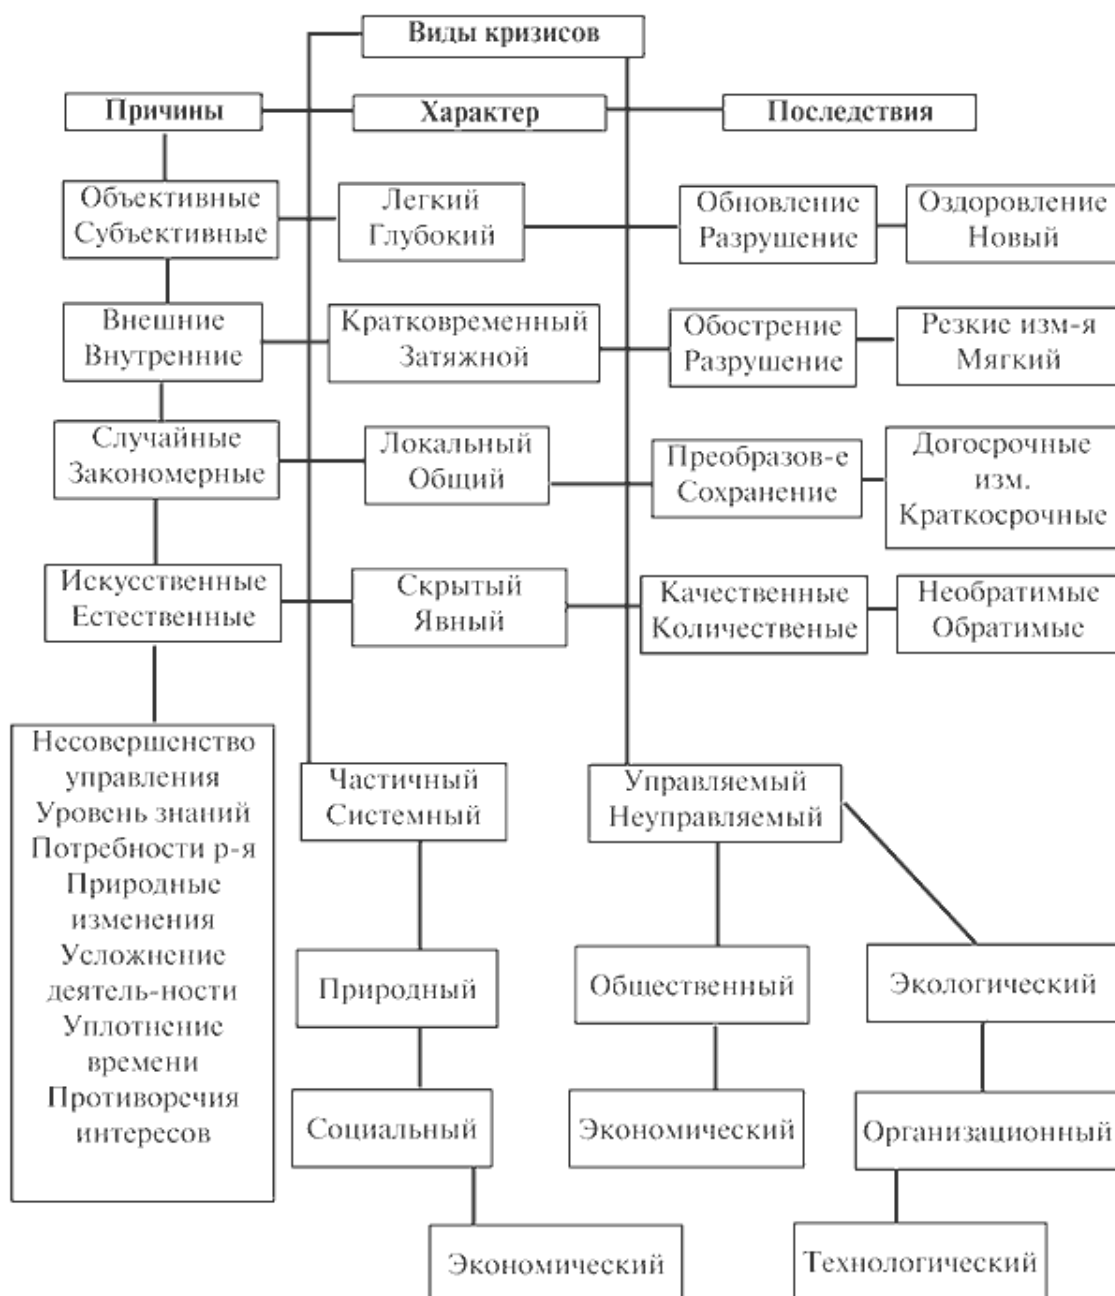 Виды кризисов
Причины
Характер
Последствия
Объективные
Субъективные
Легкий
Глубокий
Обновление
Разрушение
Оздоровление
Новый
Внешние
Внутренние
Кратковременный
Затяжной
Обострение
Разрушение
Резкие изм-я
Мягкий
Случайные
Закономерные
Локальный
Общий
Преобразов-е
Сохранение
Догосрочные
изм.
Краткосрочные
Искусственные
Естественные
Скрытый
Явный
Качественные
Количественые
Необратимые
Обратимые
Несовершенство
управления
Уровень знаний
Потребности р-я
Природные
изменения
Усложнение
деятель-ности
Уплотнение
времени
Противоречия
интересов
Частичный
Системный
Управляемый
Неуправляемый
Природный
Общественный
Экологический
Социальный
Экономический
Организационный
Экономический
Технологический